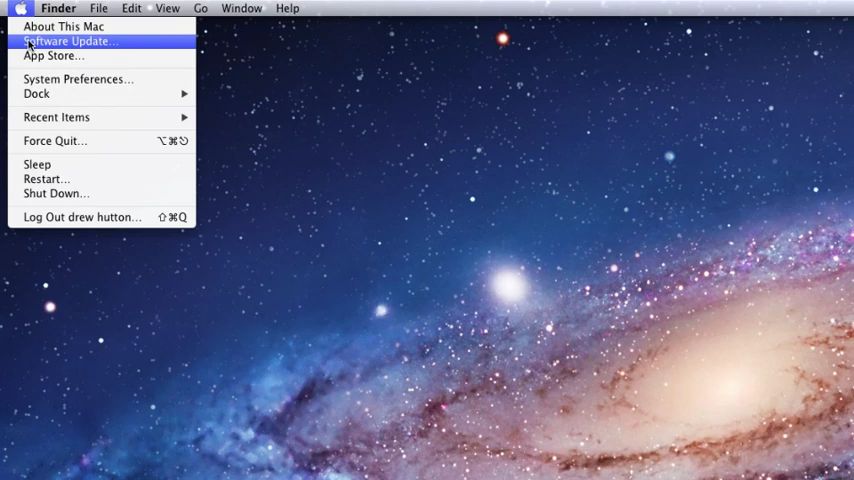 Finder File Edit View Go Window Help
About This Mac
Software Update...
App Store...
System Preferences...
Dock
Recent Items
Force Quit... ⌥⌘⎋
Sleep
Restart...
Shut Down...
Log Out drew hutton... ⇧⌘Q